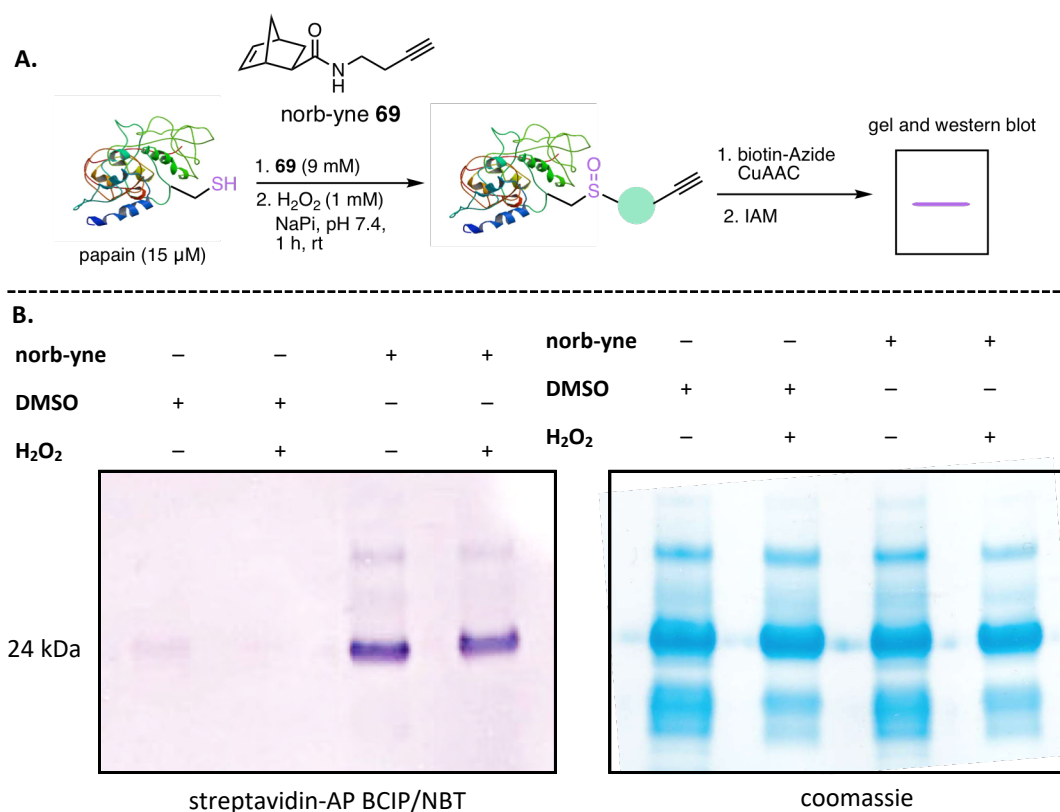 A.
O
N
H
norb-yne 69
SH
papain (15 µM)
1. 69 (9 mM)
2. H₂O₂ (1 mM)
NaPi, pH 7.4,
1 h, rt
O
S
1. biotin-Azide
CuAAC
2. IAM
gel and western blot
B.
norb-yne – – + +
DMSO + + – –
H₂O₂ – + – +
norb-yne – – + +
DMSO + + – –
H₂O₂ – + – +
24 kDa
streptavidin-AP BCIP/NBT
coomassie